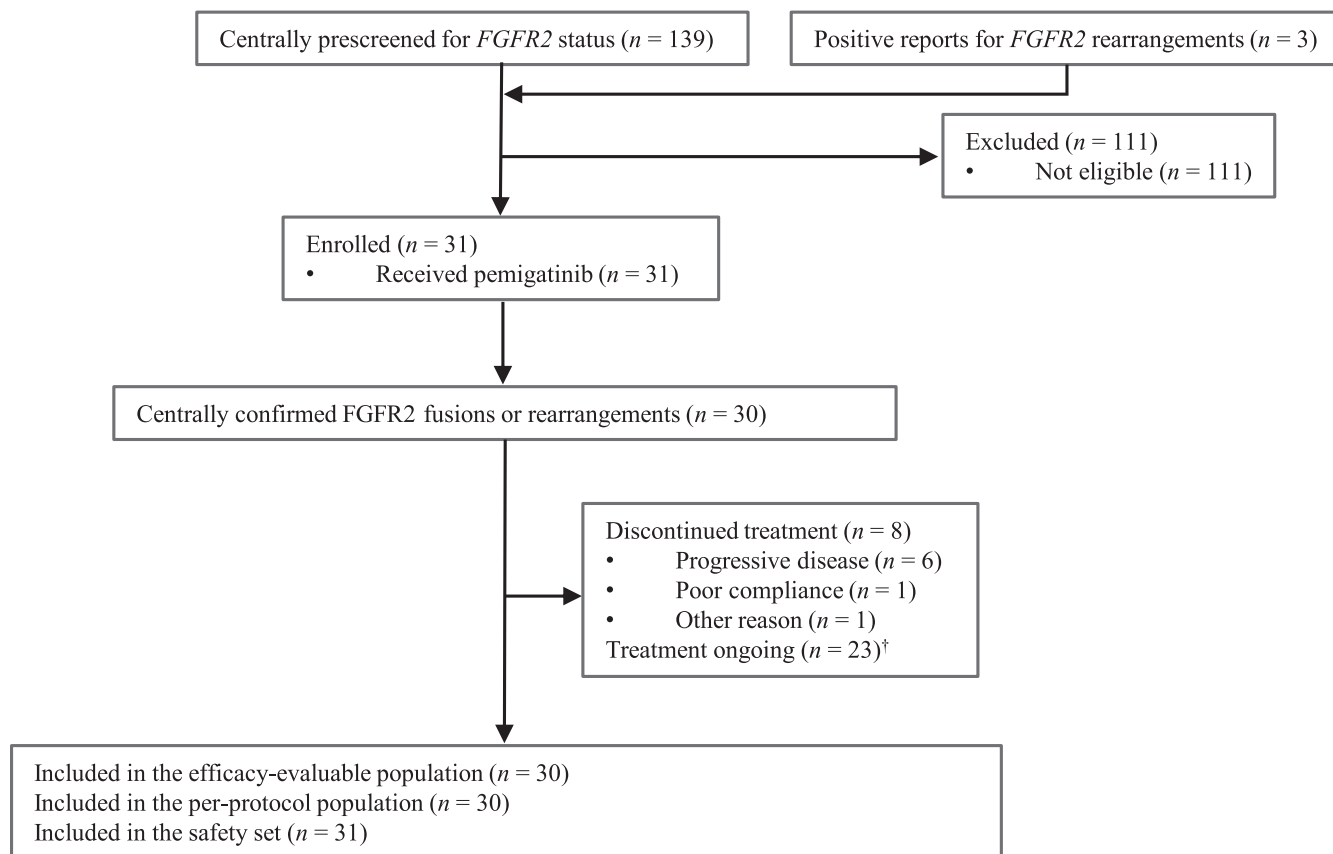 Centrally prescreened for FGFR2 status (n = 139)
Positive reports for FGFR2 rearrangements (n = 3)
Excluded (n = 111)
• Not eligible (n = 111)
Enrolled (n = 31)
• Received pemigatinib (n = 31)
Centrally confirmed FGFR2 fusions or rearrangements (n = 30)
Discontinued treatment (n = 8)
• Progressive disease (n = 6)
• Poor compliance (n = 1)
• Other reason (n = 1)
Treatment ongoing (n = 23)†
Included in the efficacy-evaluable population (n = 30)
Included in the per-protocol population (n = 30)
Included in the safety set (n = 31)